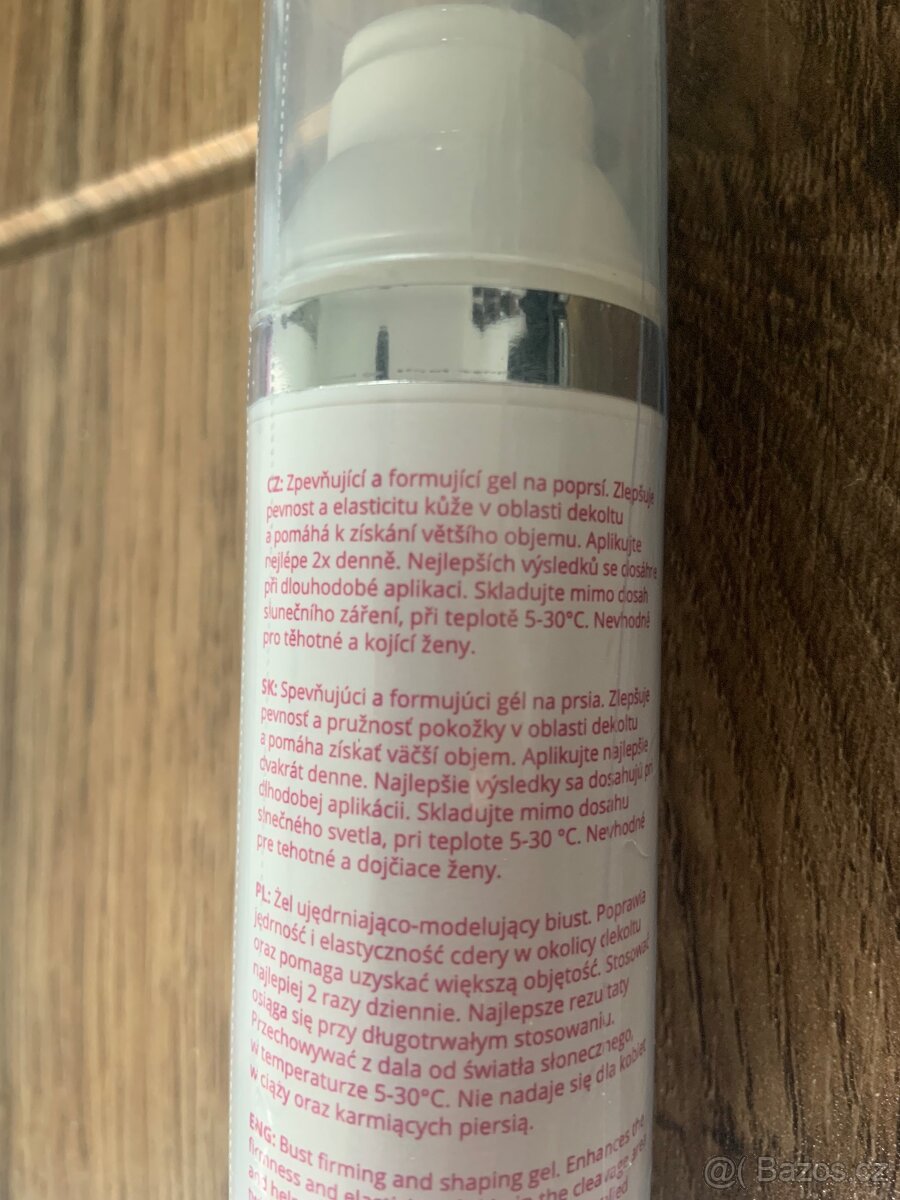 CZ: Zpevňující a formující gel na poprsí. Zlepšuje
pevnost a elasticitu kůže v oblasti dekoltu
a pomáhá k získání většího objemu. Aplikujte
nejlépe 2x denně. Nejlepších výsledků se dosáhne
při dlouhodobé aplikaci. Skladujte mimo dosah
slunečního záření, při teplotě 5-30°C. Nevhodné
pro těhotné a kojící ženy.
SK: Spevňujúci a formujúci gél na prsia. Zlepšuje
pevnosť a pružnosť pokožky v oblasti dekoltu
a pomáha získať väčší objem. Aplikujte najlepšie
dvakrát denne. Najlepšie výsledky sa dosahujú pri
dlhodobej aplikácii. Skladujte mimo dosahu
slnečného svetla, pri teplote 5-30 °C. Nevhodné
pre tehotné a dojčiace ženy.
PL: Żel ujędrniająco-modelujący biust. Poprawia
jędrność i elastyczność cdery w okolicy dekoltu
oraz pomaga uzyskać większą objętość. Stosować
najlepiej 2 razy dziennie. Najlepsze rezultaty
osiąga się przy długotrwałym stosowaniu.
Przechowywać z dala od światła słonecznego,
w temperaturze 5-30°C. Nie nadaje się dla kobiet
w ciąży oraz karmiących piersią.
ENG: Bust firming and shaping gel. Enhances the
firmness and in the cleavage area
and
@( Bazos.cz